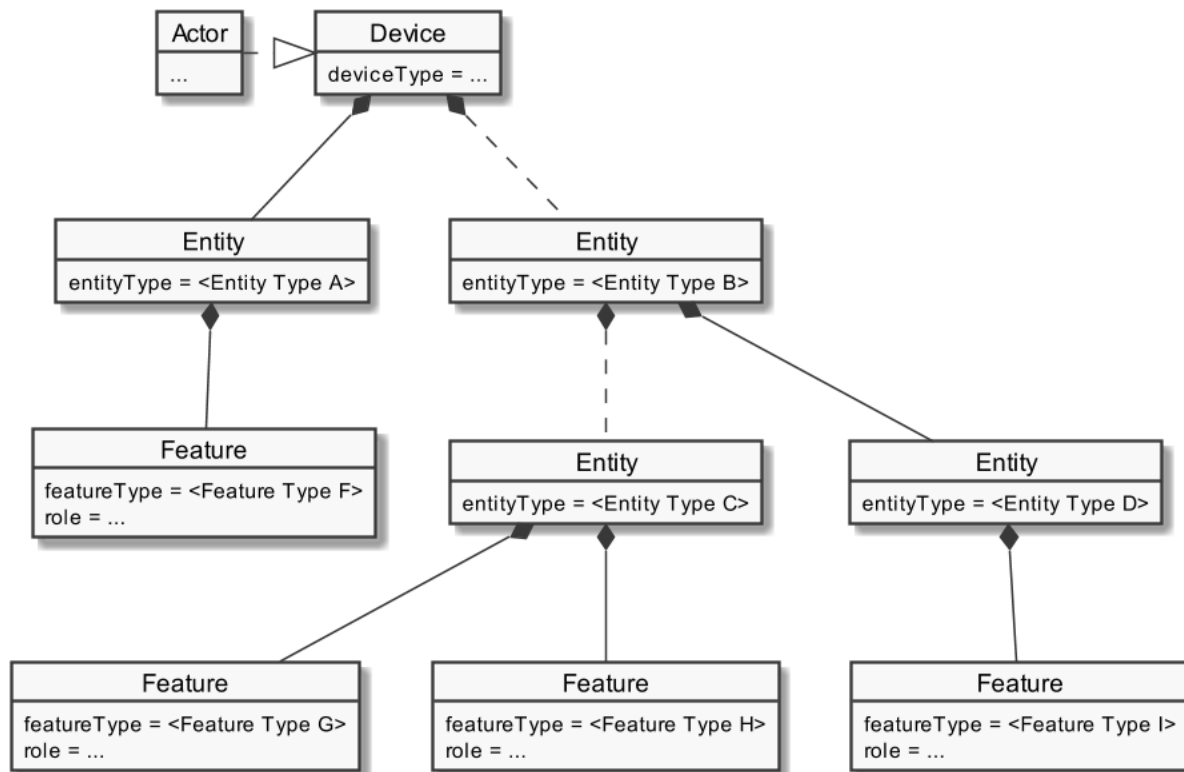 Actor
...
Device
deviceType = ...
Entity
entityType = <Entity Type A>
Entity
entityType = <Entity Type B>
Feature
featureType = <Feature Type F>
role = ...
Entity
entityType = <Entity Type C>
Entity
entityType = <Entity Type D>
Feature
featureType = <Feature Type G>
role = ...
Feature
featureType = <Feature Type H>
role = ...
Feature
featureType = <Feature Type I>
role = ...